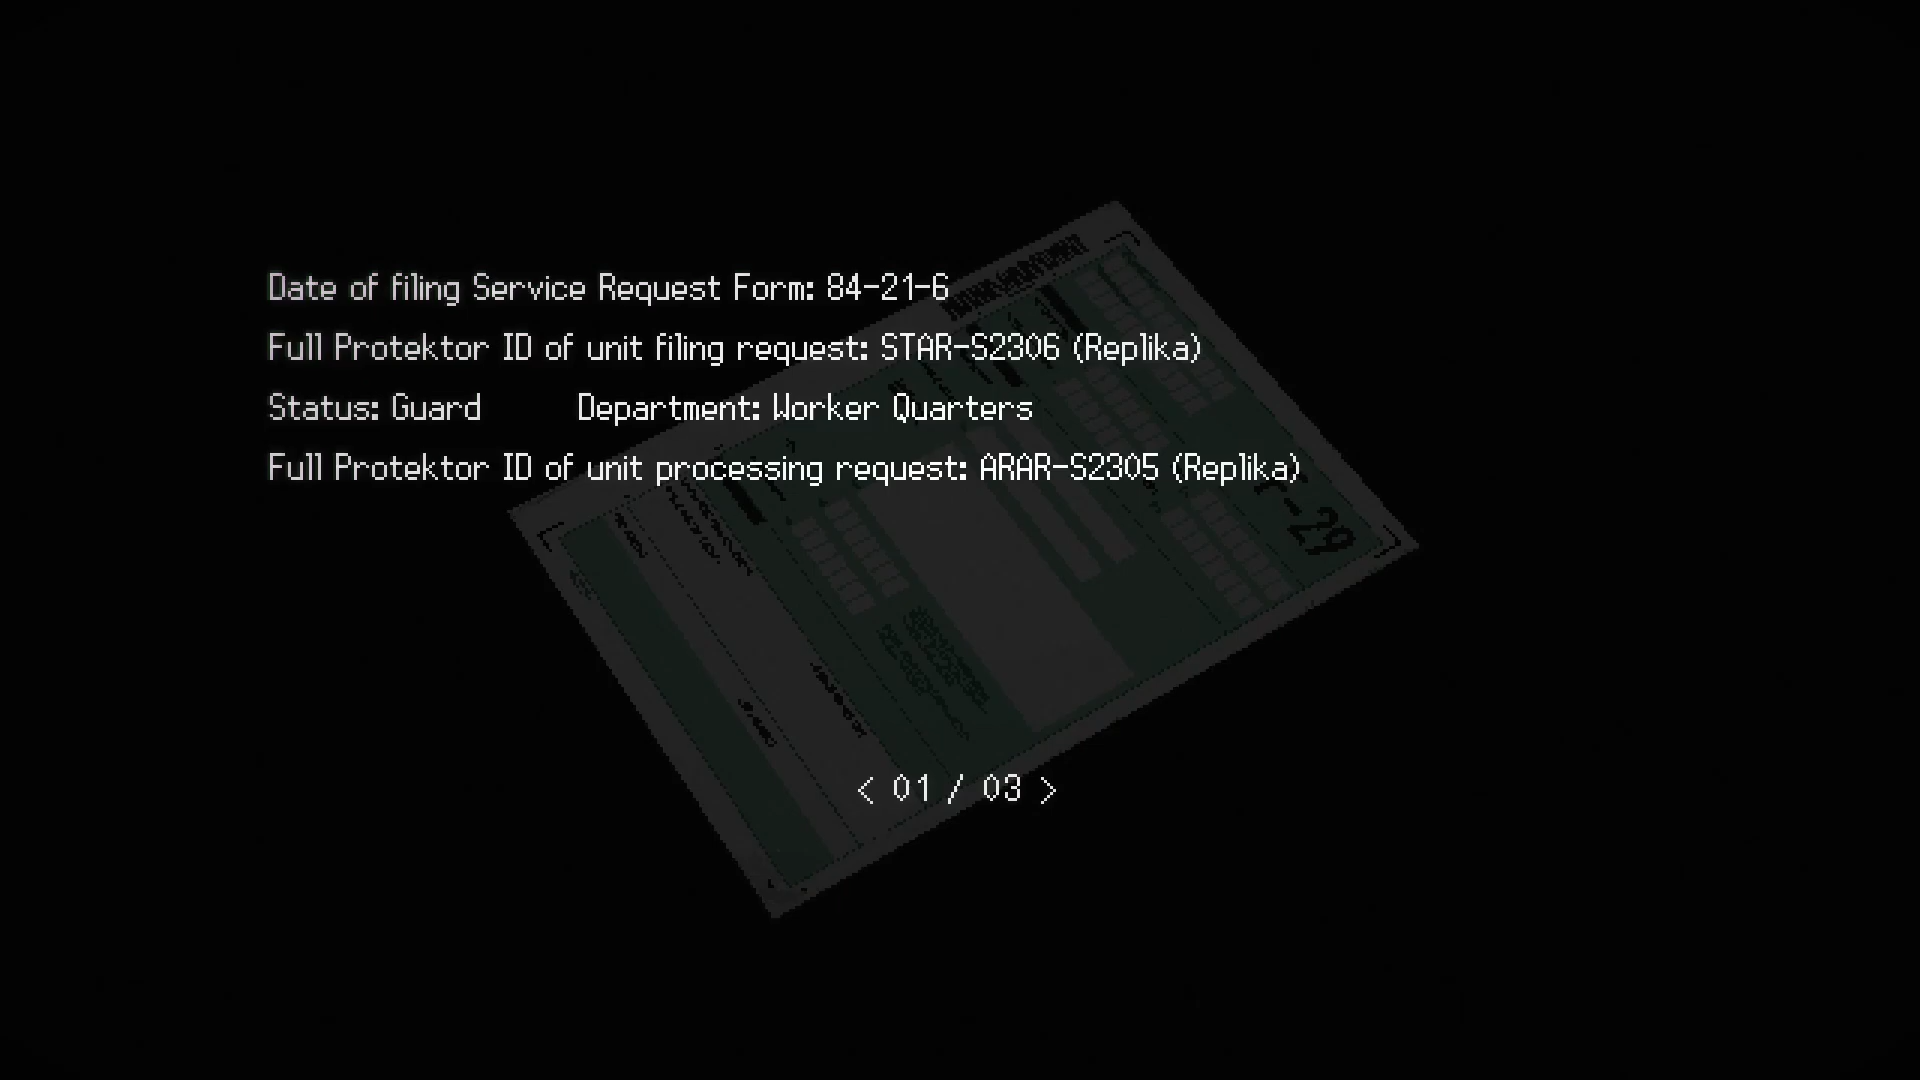 Date of filing Service Request Form: 84-21-6
Full Protektor ID of unit filing request: STAR-S2306 (Replika)
Status: Guard Department: Worker Quarters
Full Protektor ID of unit processing request: ARAR-S2305 (Replika)
-29
< 01 / 03 >